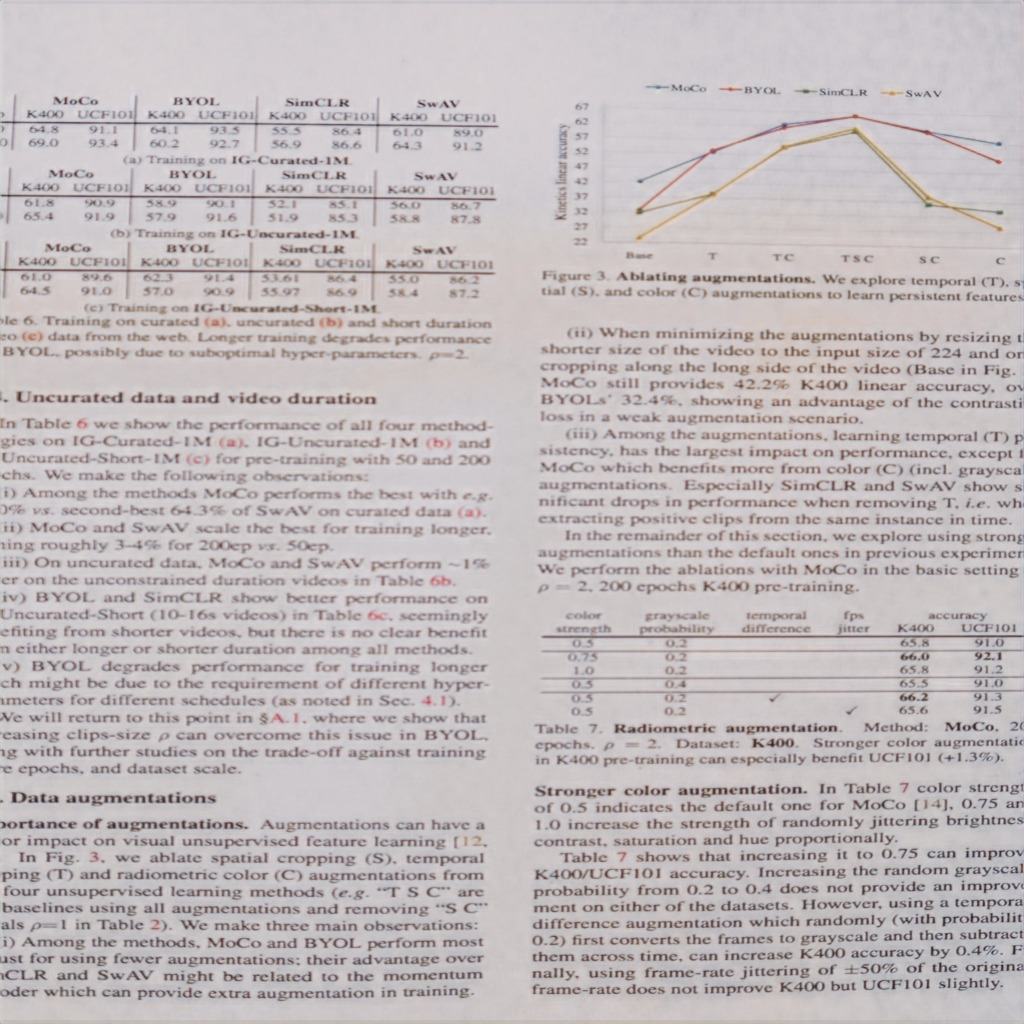 MoCo BYOL SimCLR SwAV
K400 UCF101 K400 UCF101 K400 UCF101 K400 UCF101
64.8 91.1 64.1 93.5 55.5 86.4 61.0 89.0
69.0 93.4 60.2 92.7 56.9 86.6 64.3 91.2
(a) Training on IG-Curated-1M.
MoCo BYOL SimCLR SwAV
K400 UCF101 K400 UCF101 K400 UCF101 K400 UCF101
61.8 90.9 58.9 90.1 52.1 85.1 56.0 86.7
65.4 91.9 57.9 91.6 51.9 85.3 58.8 87.8
(b) Training on IG-Uncurated-1M.
MoCo BYOL SimCLR SwAV
K400 UCF101 K400 UCF101 K400 UCF101 K400 UCF101
61.0 89.6 62.3 91.4 53.61 86.4 55.0 86.2
64.5 91.0 57.0 90.9 55.97 86.9 58.4 87.2
(c) Training on IG-Uncurated-Short-1M.
le 6. Training on curated (a), uncurated (b) and short duration
eo (c) data from the web. Longer training degrades performance
BYOL, possibly due to suboptimal hyper-parameters. ρ=2.
. Uncurated data and video duration
In Table 6 we show the performance of all four method-
gies on IG-Curated-1M (a), IG-Uncurated-1M (b) and
Uncurated-Short-1M (c) for pre-training with 50 and 200
chs. We make the following observations:
i) Among the methods MoCo performs the best with e.g.
0% vs. second-best 64.3% of SwAV on curated data (a).
ii) MoCo and SwAV scale the best for training longer,
ning roughly 3-4% for 200ep vs. 50ep.
iii) On uncurated data, MoCo and SwAV perform ~1%
er on the unconstrained duration videos in Table 6b.
iv) BYOL and SimCLR show better performance on
Uncurated-Short (10-16s videos) in Table 6c, seemingly
efiting from shorter videos, but there is no clear benefit
m either longer or shorter duration among all methods.
v) BYOL degrades performance for training longer
ch might be due to the requirement of different hyper-
ameters for different schedules (as noted in Sec. 4.1).
We will return to this point in §A.1, where we show that
reasing clips-size ρ can overcome this issue in BYOL,
ng with further studies on the trade-off against training
re epochs, and dataset scale.
. Data augmentations
portance of augmentations. Augmentations can have a
or impact on visual unsupervised feature learning [12,
In Fig. 3, we ablate spatial cropping (S), temporal
ping (T) and radiometric color (C) augmentations from
four unsupervised learning methods (e.g. "T S C" are
baselines using all augmentations and removing "S C"
als ρ=1 in Table 2). We make three main observations:
i) Among the methods, MoCo and BYOL perform most
ust for using fewer augmentations; their advantage over
nCLR and SwAV might be related to the momentum
oder which can provide extra augmentation in training.
MoCo BYOL SimCLR SwAV
Kinetics linear accuracy
67
62
57
52
47
42
37
32
27
22
Base T TC TSC SC C
Figure 3. Ablating augmentations. We explore temporal (T), sp
tial (S), and color (C) augmentations to learn persistent features.
(ii) When minimizing the augmentations by resizing t
shorter size of the video to the input size of 224 and on
cropping along the long side of the video (Base in Fig.
MoCo still provides 42.2% K400 linear accuracy, ov
BYOLs' 32.4%, showing an advantage of the contrasti
loss in a weak augmentation scenario.
(iii) Among the augmentations, learning temporal (T) p
sistency, has the largest impact on performance, except f
MoCo which benefits more from color (C) (incl. grayscal
augmentations. Especially SimCLR and SwAV show si
nificant drops in performance when removing T, i.e. whe
extracting positive clips from the same instance in time.
In the remainder of this section, we explore using strong
augmentations than the default ones in previous experimen
We perform the ablations with MoCo in the basic setting
ρ = 2, 200 epochs K400 pre-training.
color grayscale temporal fps accuracy
strength probability difference jitter K400 UCF101
0.5 0.2 65.8 91.0
0.75 0.2 66.0 92.1
1.0 0.2 65.8 91.2
0.5 0.4 65.5 91.0
0.5 0.2 ✓ 66.2 91.3
0.5 0.2 ✓ 65.6 91.5
Table 7. Radiometric augmentation. Method: MoCo, 20
epochs, ρ = 2. Dataset: K400. Stronger color augmentatio
in K400 pre-training can especially benefit UCF101 (+1.3%).
Stronger color augmentation. In Table 7 color strengt
of 0.5 indicates the default one for MoCo [14], 0.75 an
1.0 increase the strength of randomly jittering brightnes
contrast, saturation and hue proportionally.
Table 7 shows that increasing it to 0.75 can improv
K400/UCF101 accuracy. Increasing the random grayscal
probability from 0.2 to 0.4 does not provide an improve
ment on either of the datasets. However, using a tempora
difference augmentation which randomly (with probabilit
0.2) first converts the frames to grayscale and then subtract
them across time, can increase K400 accuracy by 0.4%. F
nally, using frame-rate jittering of ±50% of the origina
frame-rate does not improve K400 but UCF101 slightly.